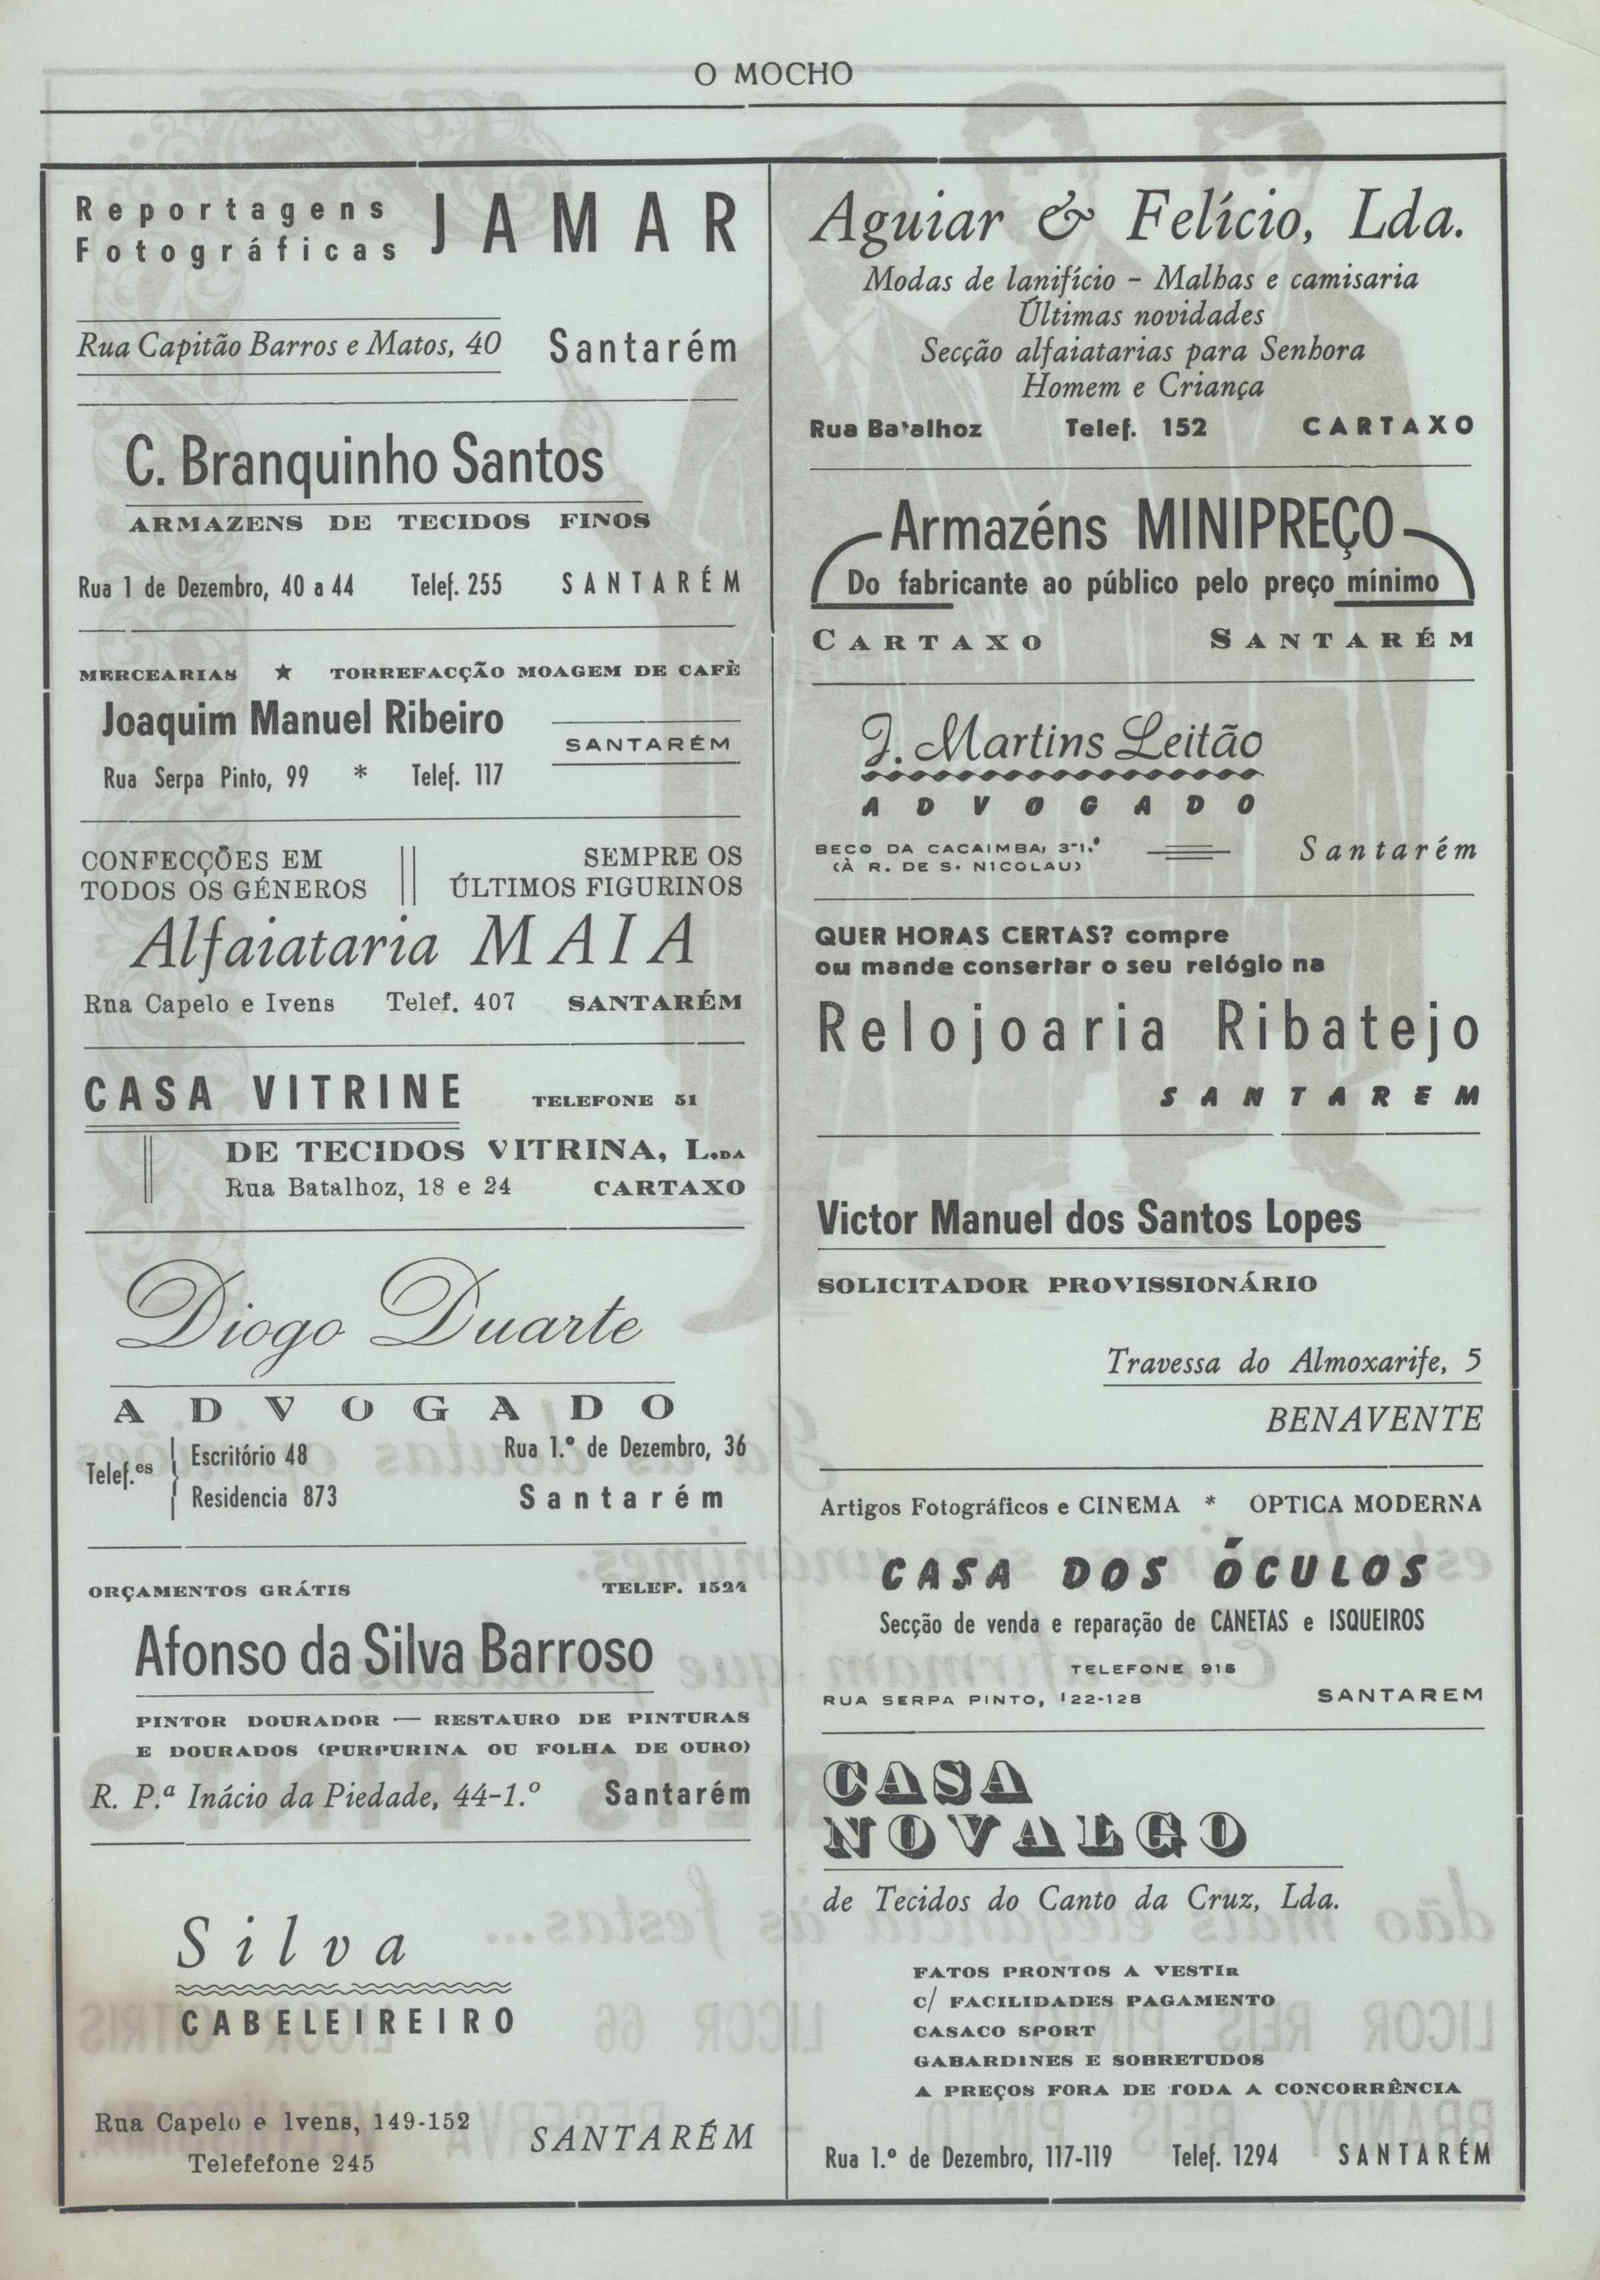 O MOCHO
Reportagens
Fotográficas
JAMAR
Rua Capitão Barros e Matos, 40 Santarém
C. Branquinho Santos
ARMAZENS DE TECIDOS FINOS
Rua 1 de Dezembro, 40 a 44 Telef. 255 SANTARÉM
MERCEARIAS ★ TORREFACÇÃO MOAGEM DE CAFÈ
Joaquim Manuel Ribeiro
SANTARÉM
Rua Serpa Pinto, 99 * Telef. 117
CONFECÇÕES EM
TODOS OS GÉNEROS
SEMPRE OS
ÚLTIMOS FIGURINOS
Alfaiataria MAIA
Rna Capelo e Ivens Telef. 407 SANTARÉM
CASA VITRINE TELEFONE 51
DE TECIDOS VITRINA, L.DA
Rua Batalhoz, 18 e 24 CARTAXO
Diogo Duarte
ADVOGADO
Telef.es
Escritório 48
Residencia 873
Rua 1.º de Dezembro, 36
Santarém
ORÇAMENTOS GRÁTIS TELEF. 1524
Afonso da Silva Barroso
PINTOR DOURADOR — RESTAURO DE PINTURAS
E DOURADOS (PURPURINA OU FOLHA DE OURO)
R. P.ª Inácio da Piedade, 44-1.º Santarém
Silva
CABELEIREIRO
Rua Capelo e Ivens, 149-152
Telefefone 245
SANTARÉM
Aguiar & Felício, Lda.
Modas de lanifício - Malhas e camisaria
Últimas novidades
Secção alfaiatarias para Senhora
Homem e Criança
Rua Batalhoz Telef. 152 CARTAXO
Armazéns MINIPREÇO
Do fabricante ao público pelo preço mínimo
CARTAXO SANTARÉM
J. Martins Leitão
ADVOGADO
BECO DA CACAIMBA, 3-1.º
(À R. DE S. NICOLAU)
Santarém
QUER HORAS CERTAS? compre
ou mande consertar o seu relógio na
Relojoaria Ribatejo
SANTAREM
Victor Manuel dos Santos Lopes
SOLICITADOR PROVISSIONÁRIO
Travessa do Almoxarife, 5
BENAVENTE
Artigos Fotográficos e CINEMA * OPTICA MODERNA
CASA DOS ÓCULOS
Secção de venda e reparação de CANETAS e ISQUEIROS
TELEFONE 915
RUA SERPA PINTO, 122-128 SANTAREM
CASA
NOVALGO
de Tecidos do Canto da Cruz, Lda.
FATOS PRONTOS A VESTIR
C/ FACILIDADES PAGAMENTO
CASACO SPORT
GABARDINES E SOBRETUDOS
A PREÇOS FORA DE TODA A CONCORRÊNCIA
Rua 1.º de Dezembro, 117-119 Telef. 1294 SANTARÉM